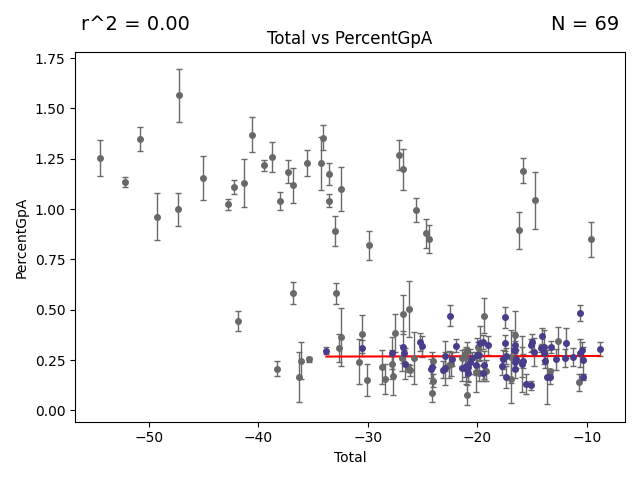 r^2 = 0.00
N = 69
Total vs PercentGpA
1.75
1.50
1.25
1.00
0.75
0.50
0.25
0.00
PercentGpA
−50
−40
−30
−20
−10
Total